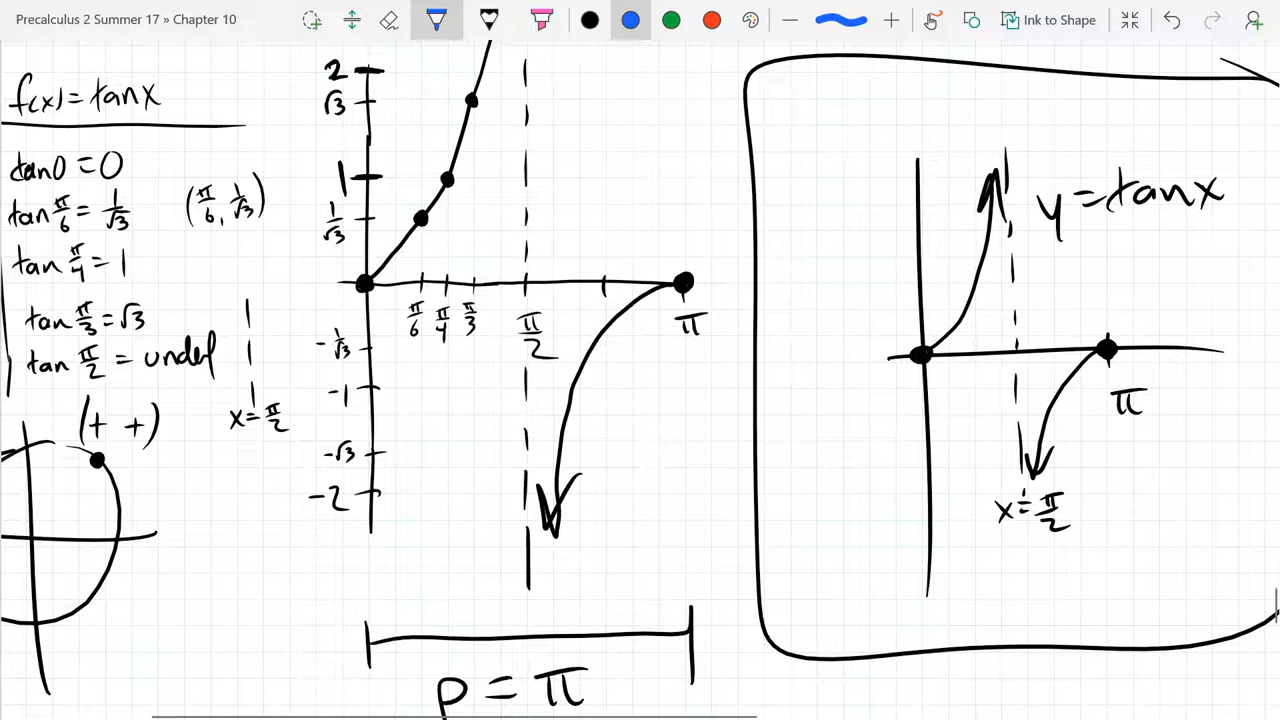 Precalculus 2 Summer 17 » Chapter 10
Ink to Shape
f(x) = tan x
tan 0 = 0
tan π/6 = 1/√3 (π/6, 1/√3)
tan π/4 = 1
tan π/3 = √3
tan π/2 = undef
(+ +)
x = π/2
2
√3
1
1/√3
π/6 π/4 π/3 π/2 π
-1/√3
-1
-√3
-2
p = π
y = tan x
π
x = π/2